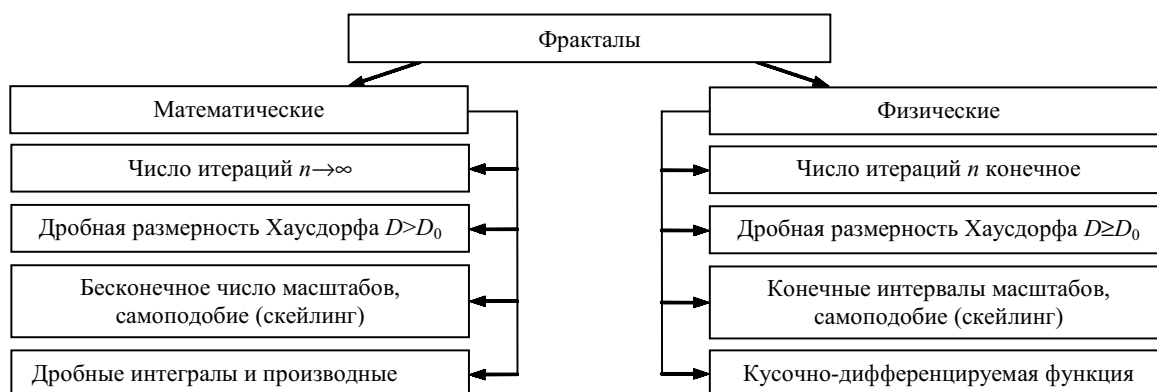 Фракталы
Математические
Число итераций n→∞
Дробная размерность Хаусдорфа D>D₀
Бесконечное число масштабов,
самоподобие (скейлинг)
Дробные интегралы и производные
Физические
Число итераций n конечное
Дробная размерность Хаусдорфа D≥D₀
Конечные интервалы масштабов,
самоподобие (скейлинг)
Кусочно-дифференцируемая функция